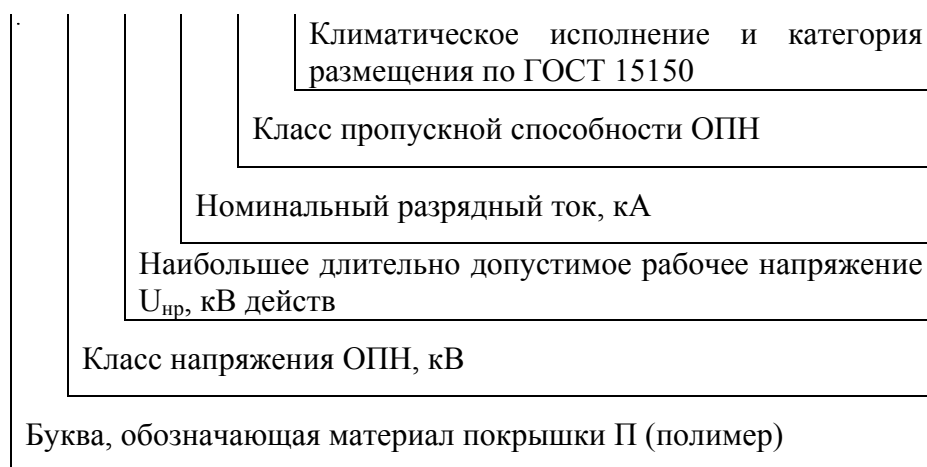 Климатическое исполнение и категория
размещения по ГОСТ 15150
Класс пропускной способности ОПН
Номинальный разрядный ток, кА
Наибольшее длительно допустимое рабочее напряжение
Uнр, кВ действ
Класс напряжения ОПН, кВ
Буква, обозначающая материал покрышки П (полимер)